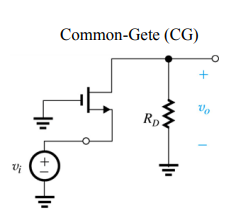 Common-Gete (CG)
+
R_D
v_o
−
v_i
+
−